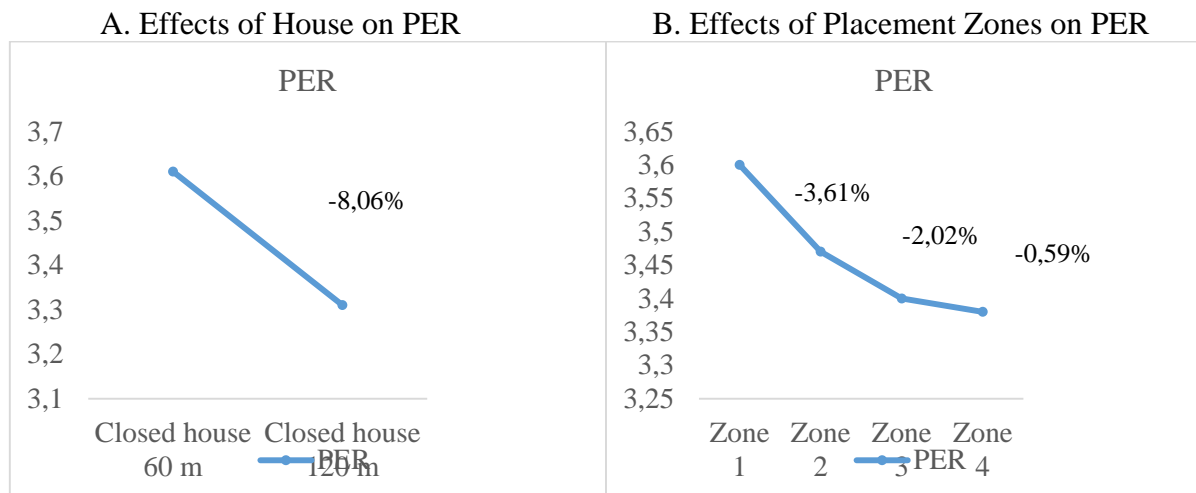 A. Effects of House on PER
PER
3,7
3,6
3,5
3,4
3,3
3,2
3,1
-8,06%
Closed house
60 m
Closed house
120 m
PER
B. Effects of Placement Zones on PER
PER
3,65
3,6
3,55
3,5
3,45
3,4
3,35
3,3
3,25
-3,61%
-2,02%
-0,59%
Zone
1
Zone
2
Zone
3
Zone
4
PER